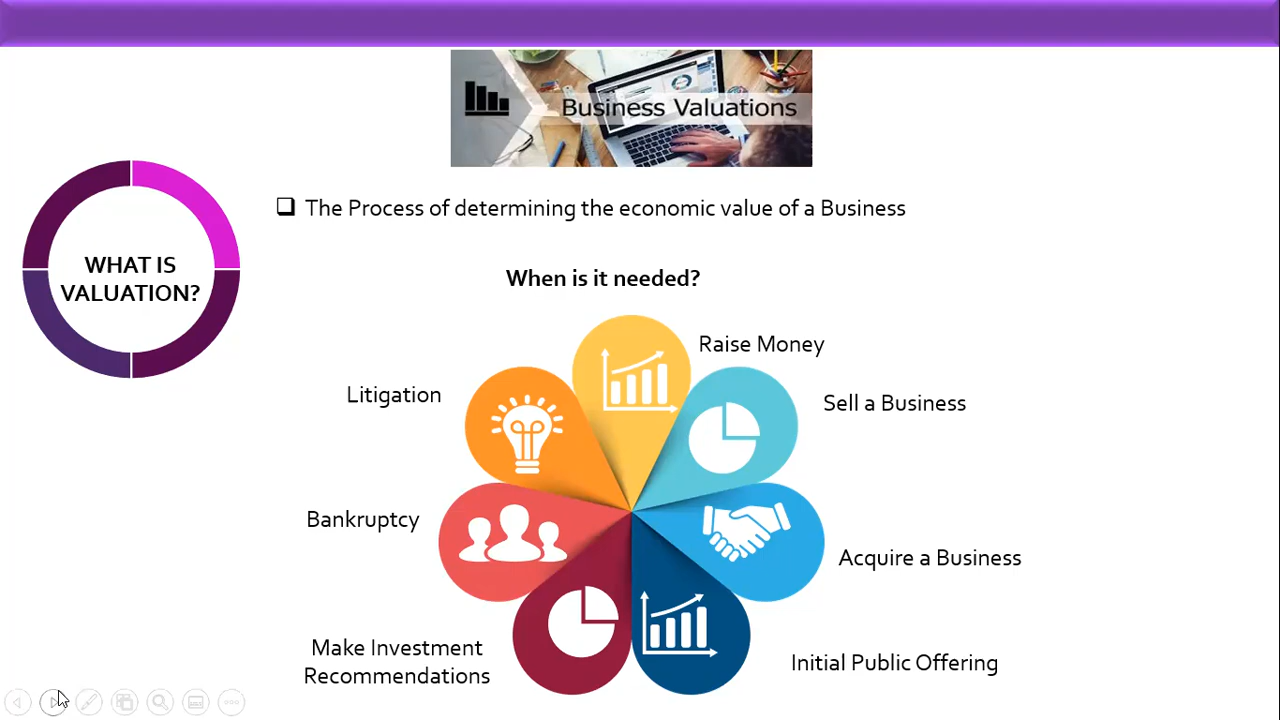 Business Valuations
The Process of determining the economic value of a Business
WHAT IS
VALUATION?
When is it needed?
Raise Money
Litigation
Sell a Business
Bankruptcy
Acquire a Business
Make Investment
Recommendations
Initial Public Offering